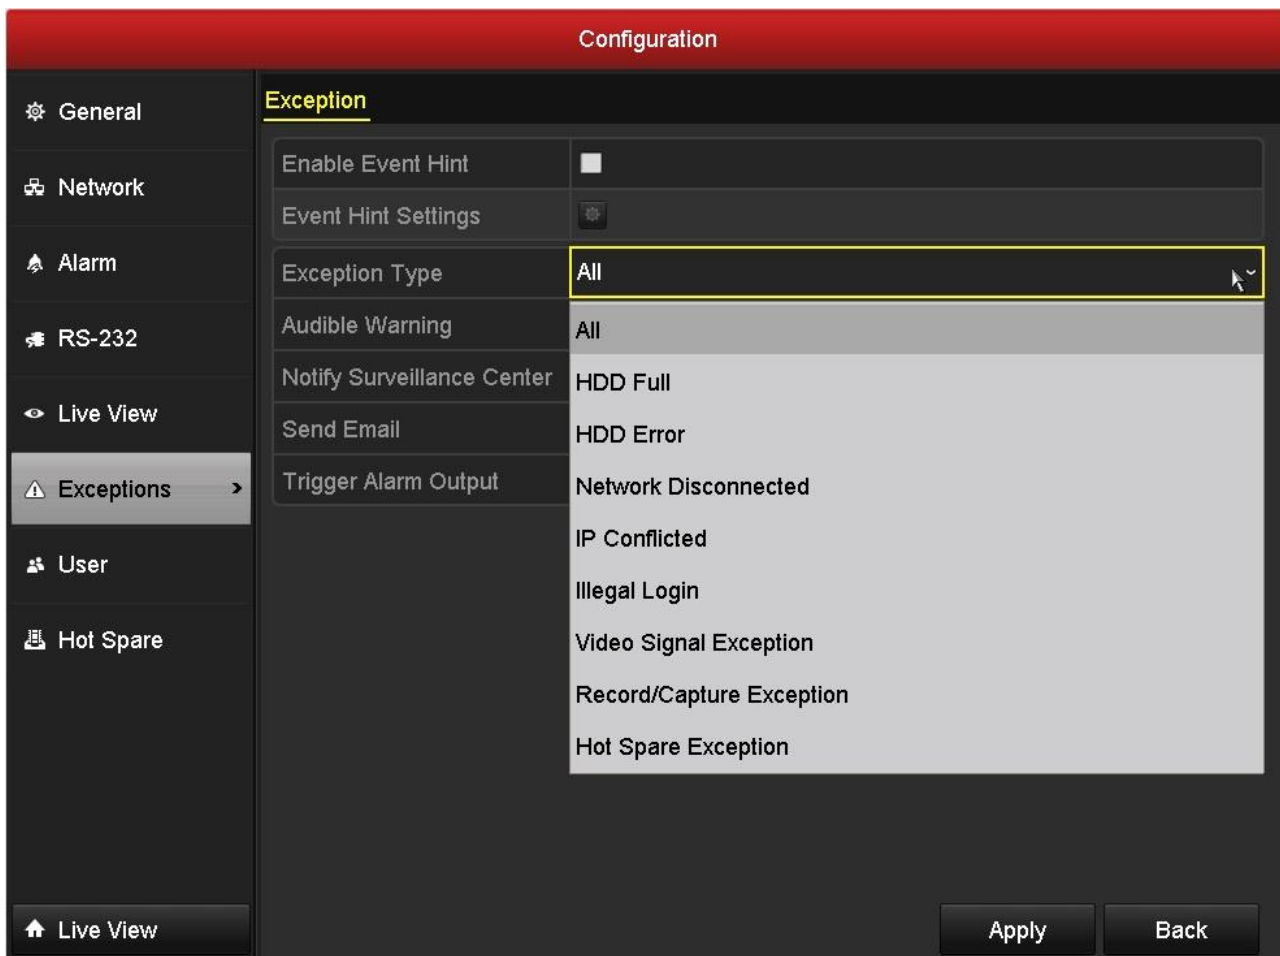 Configuration
General
Network
Alarm
RS-232
Live View
Exceptions
User
Hot Spare
Live View
Exception
Enable Event Hint
Event Hint Settings
Exception Type All
Audible Warning
Notify Surveillance Center
Send Email
Trigger Alarm Output
All
HDD Full
HDD Error
Network Disconnected
IP Conflicted
Illegal Login
Video Signal Exception
Record/Capture Exception
Hot Spare Exception
Apply Back